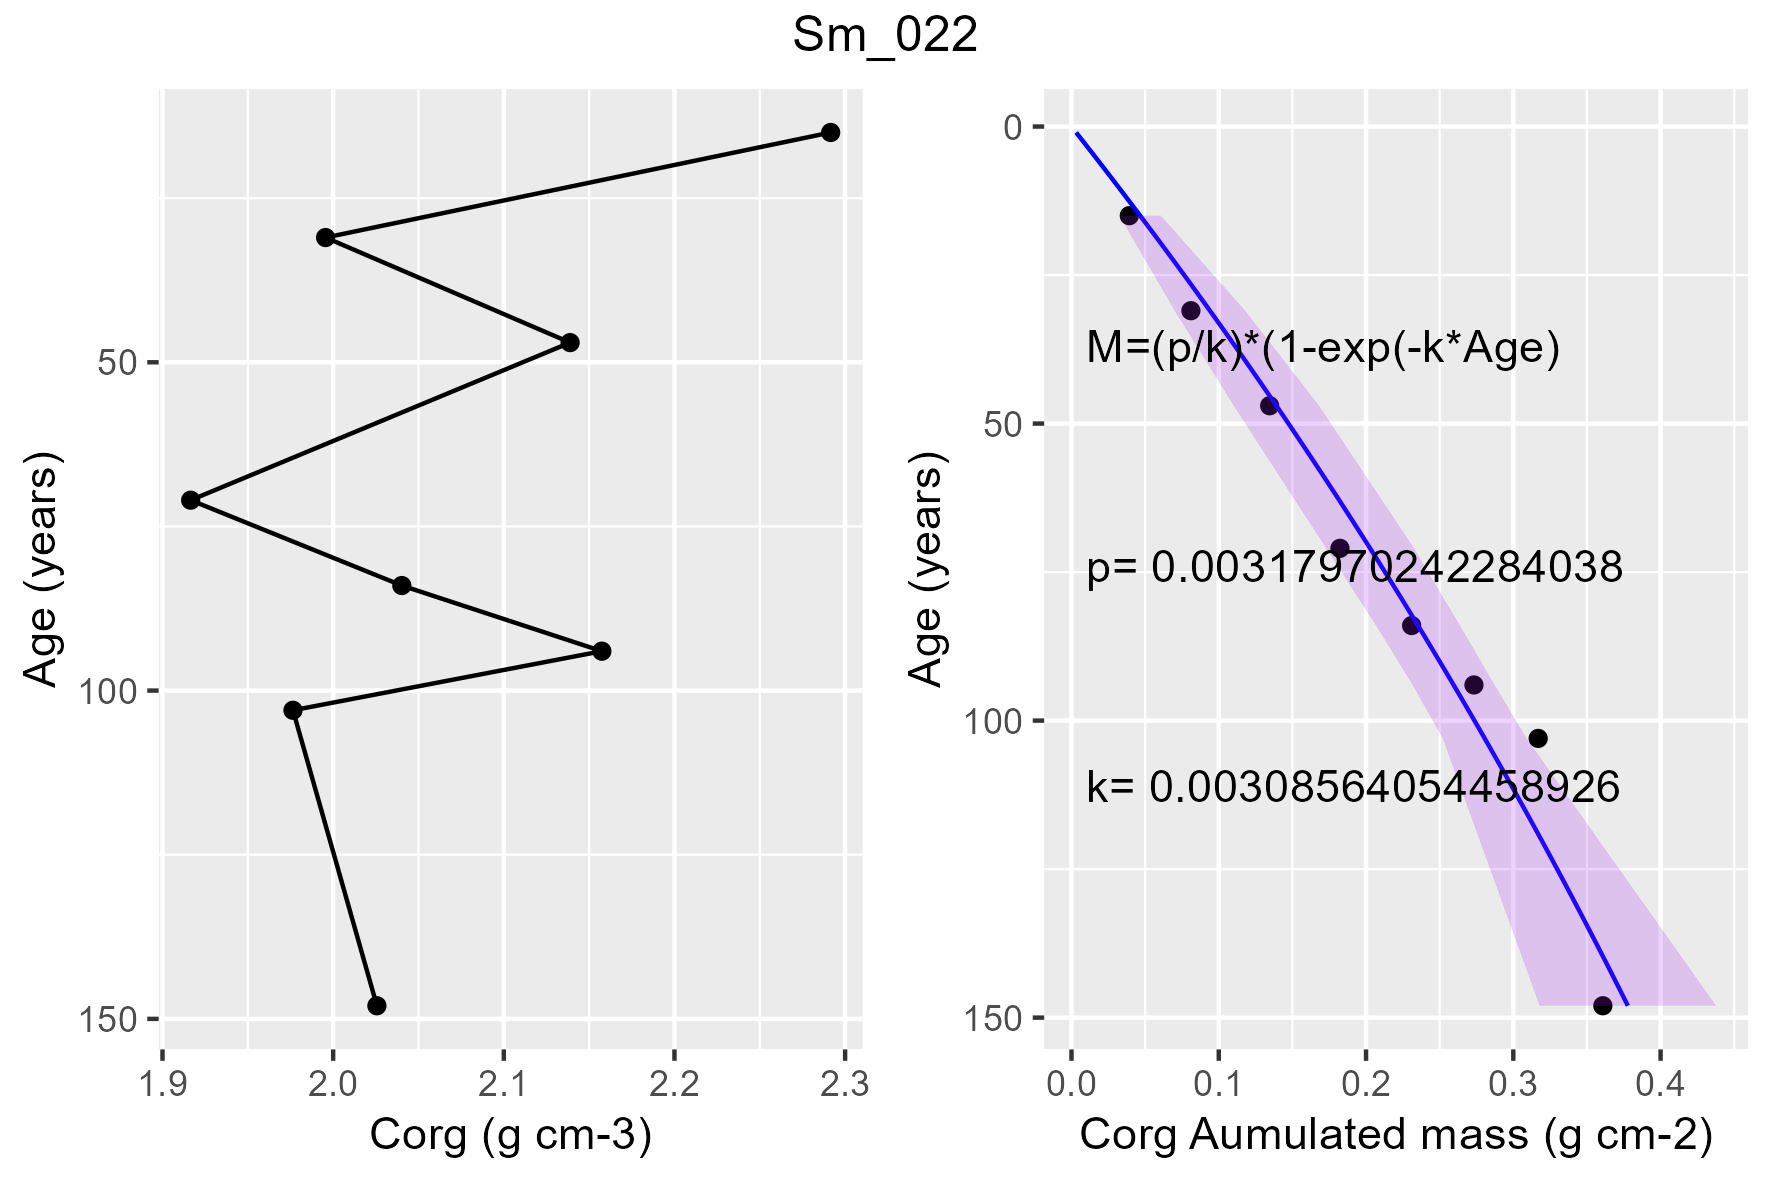 Sm_022
Age (years)
50
100
150
1.9 2.0 2.1 2.2 2.3
Corg (g cm-3)
Age (years)
0
50
100
150
M=(p/k)*(1-exp(-k*Age)
p= 0.00317970242284038
k= 0.00308564054458926
0.0 0.1 0.2 0.3 0.4
Corg Aumulated mass (g cm-2)